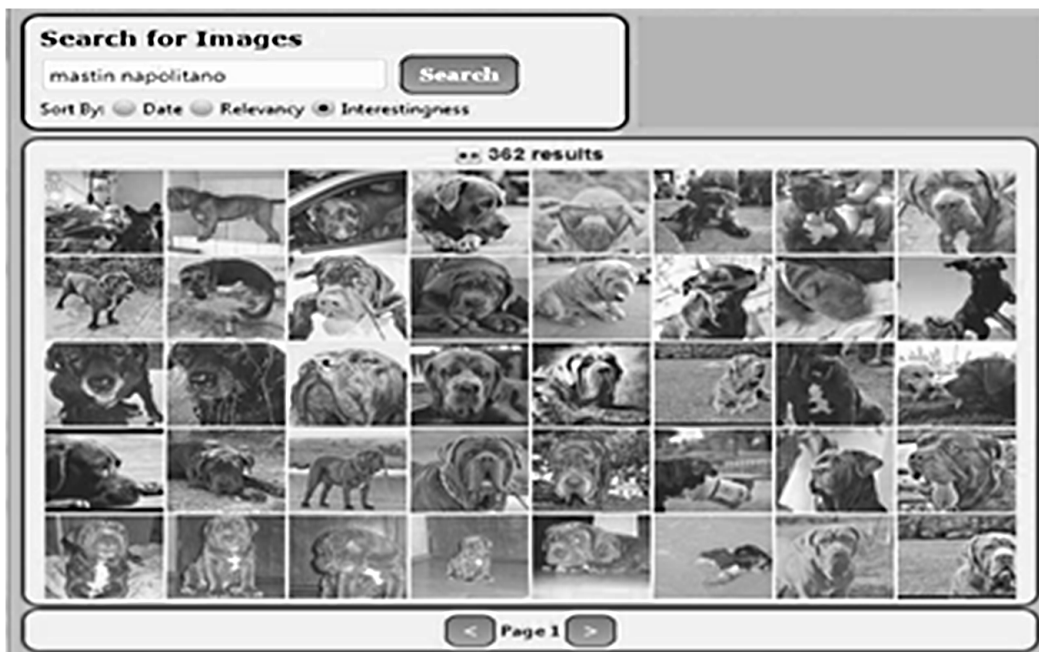 Search for Images
mastin napolitano
Search
Sort By: Date Relevancy Interestingness
362 results
< Page 1 >